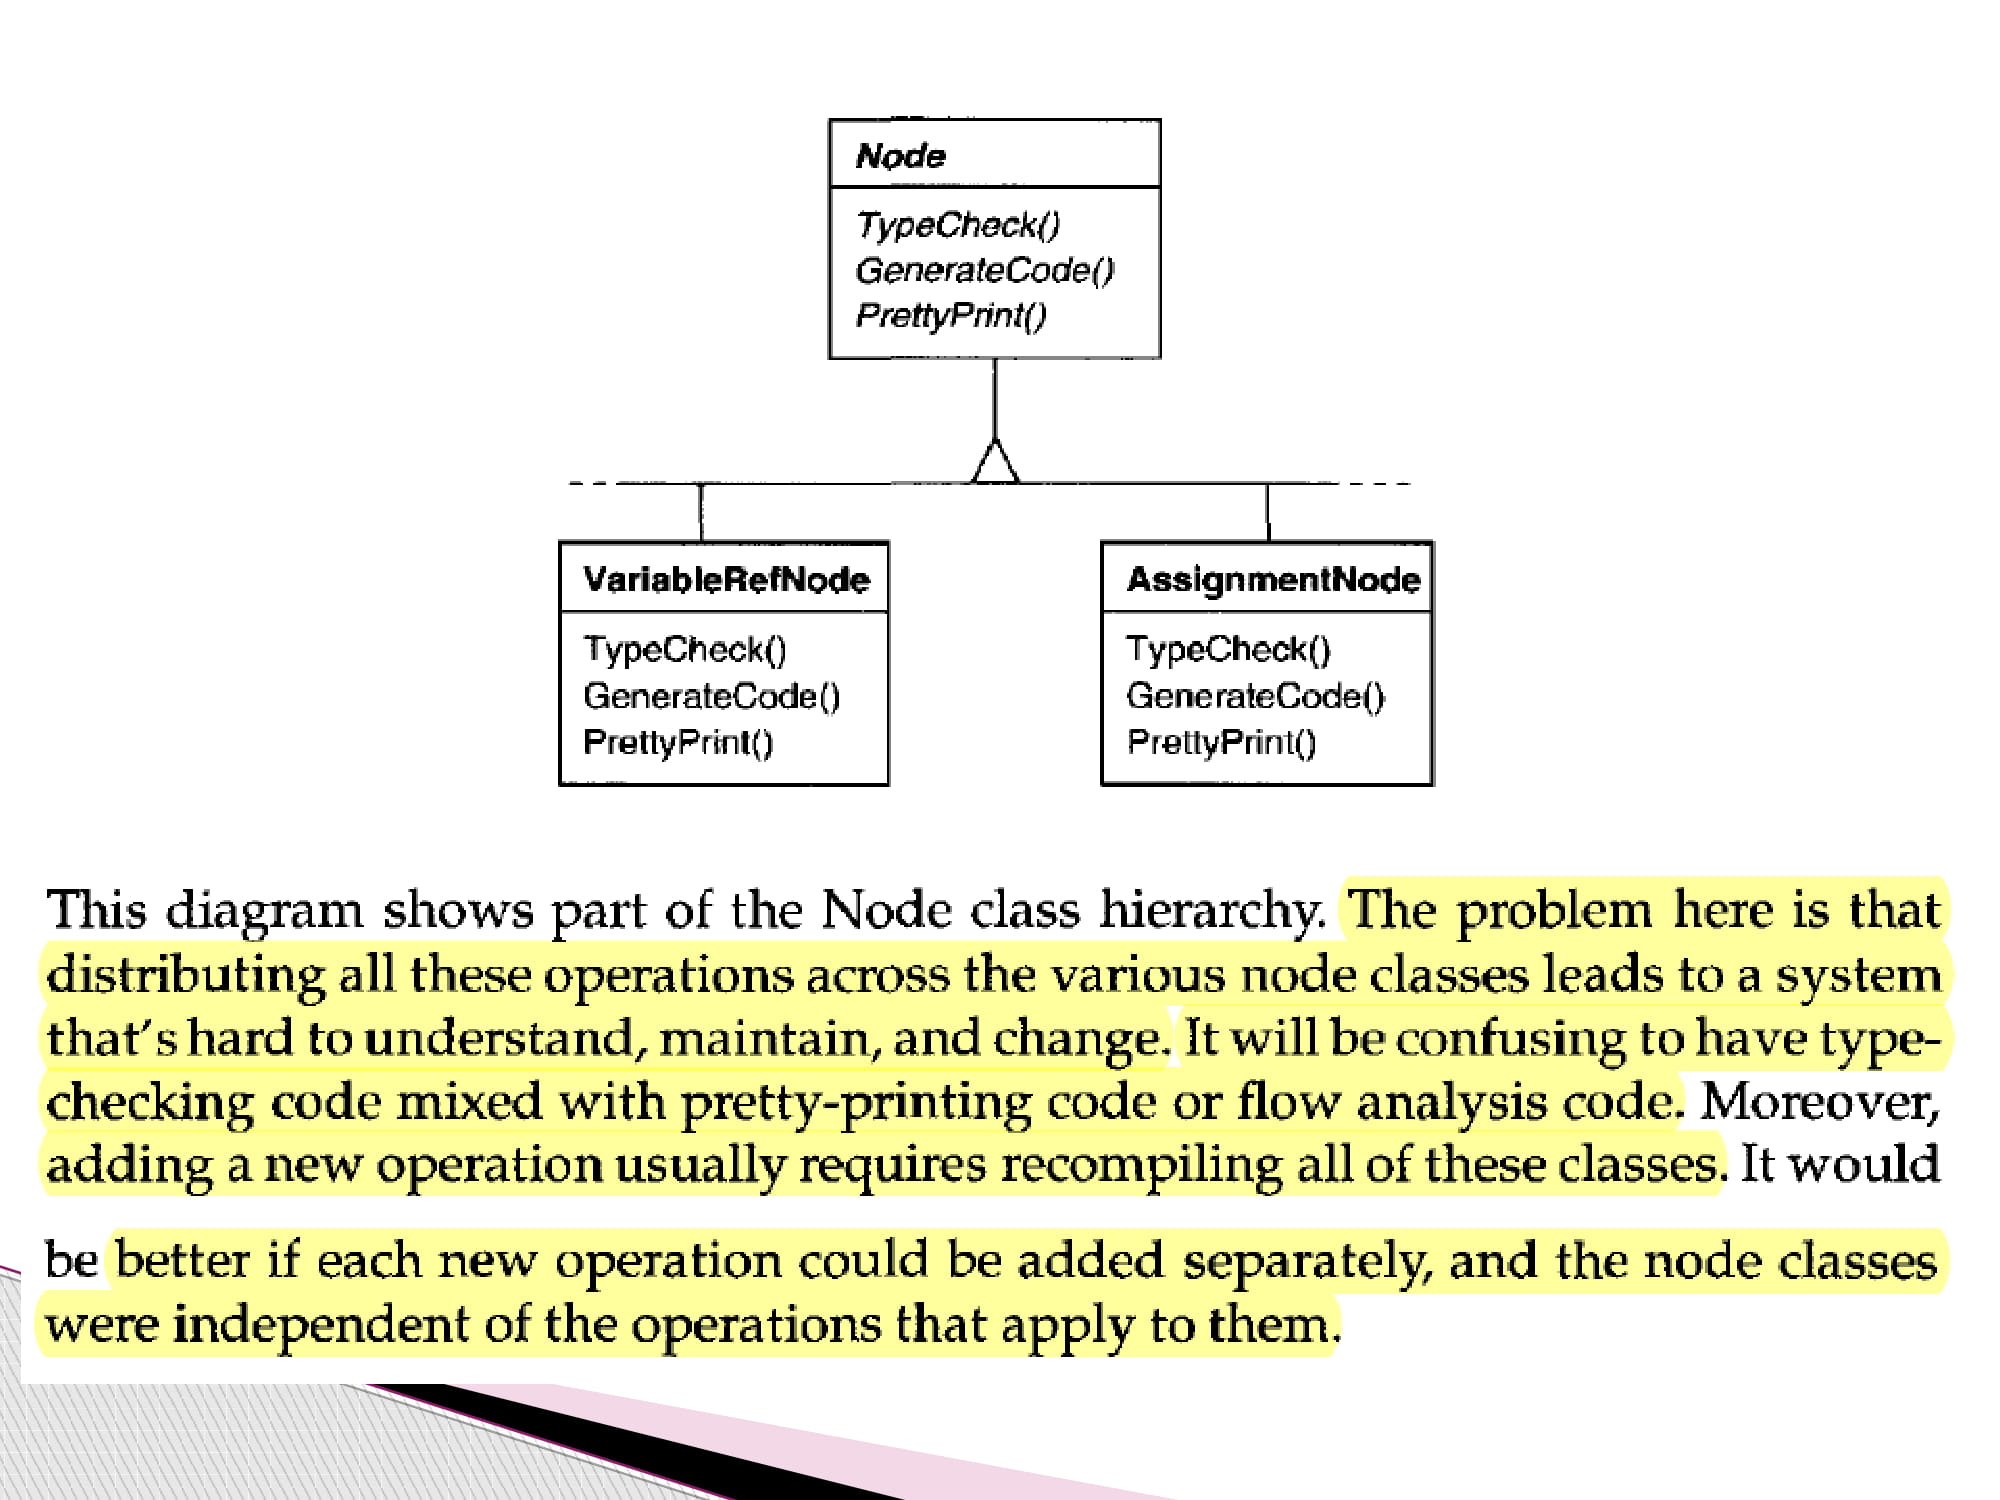 Node
TypeCheck()
GenerateCode()
PrettyPrint()
VariableRefNode
TypeCheck()
GenerateCode()
PrettyPrint()
AssignmentNode
TypeCheck()
GenerateCode()
PrettyPrint()
This diagram shows part of the Node class hierarchy. The problem here is that
distributing all these operations across the various node classes leads to a system
that's hard to understand, maintain, and change. It will be confusing to have type-
checking code mixed with pretty-printing code or flow analysis code. Moreover,
adding a new operation usually requires recompiling all of these classes. It would
be better if each new operation could be added separately, and the node classes
were independent of the operations that apply to them.